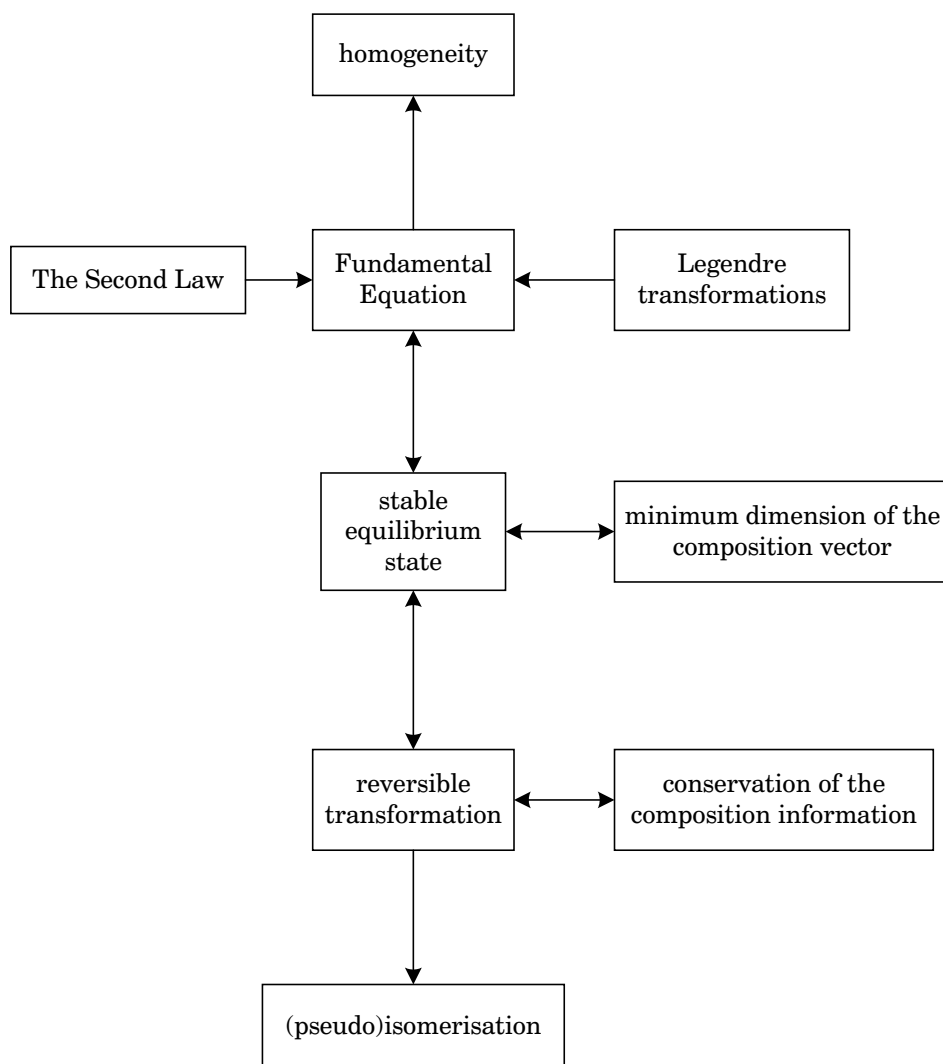 homogeneity
The Second Law
Fundamental
Equation
Legendre
transformations
stable
equilibrium
state
minimum dimension of the
composition vector
reversible
transformation
conservation of the
composition information
(pseudo)isomerisation